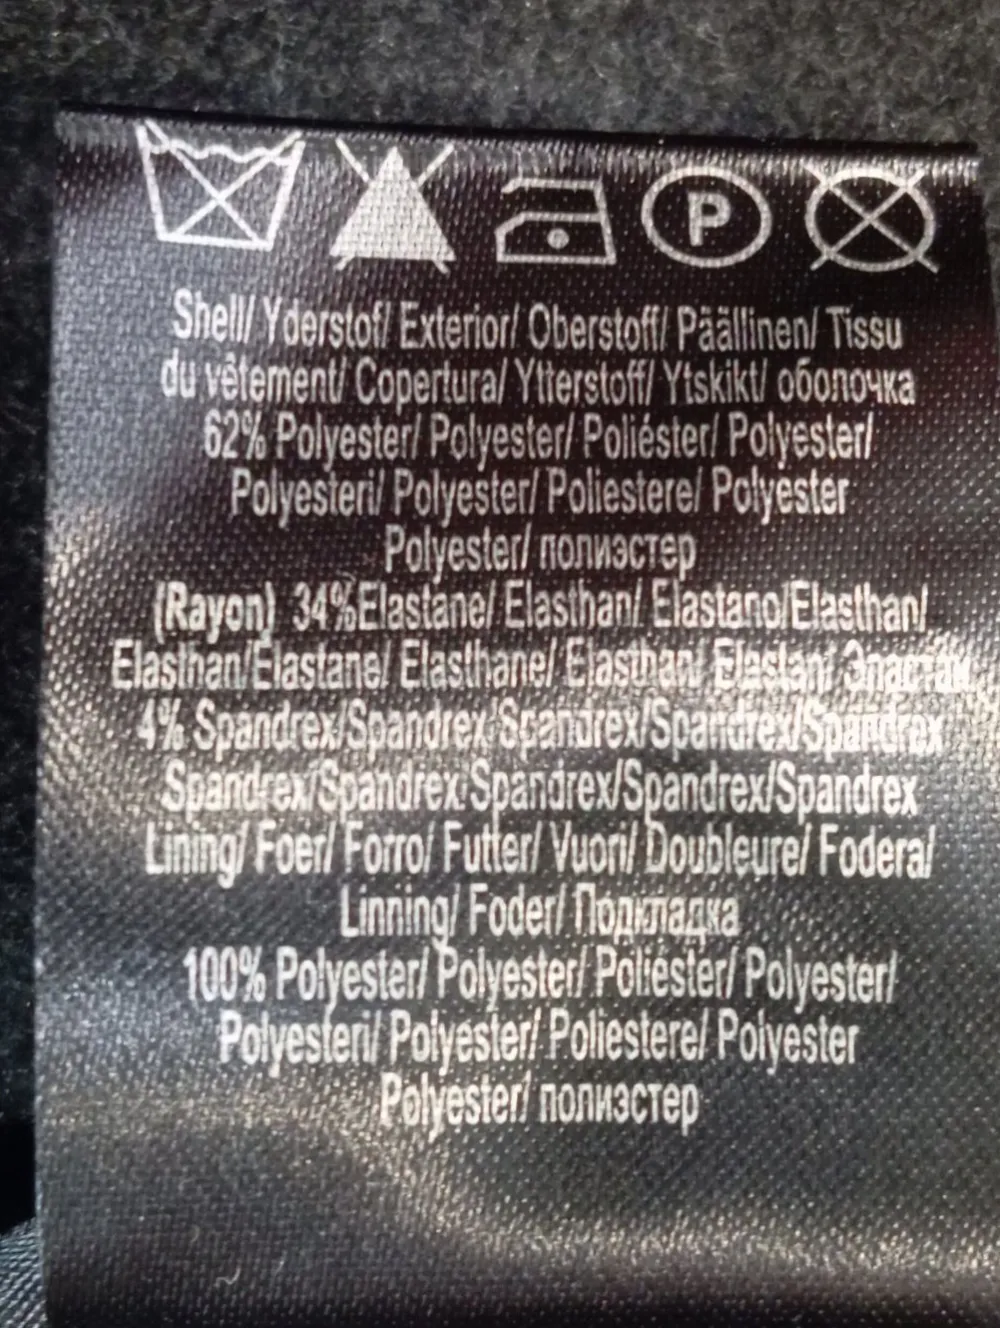 P
Shell/ Yderstof/ Exterior/ Oberstoff/ Päällinen/ Tissu
du vêtement/ Copertura/ Ytterstoff/ Ytskikt/ оболочка
62% Polyester/ Polyester/ Poliéster/ Polyester/
Polyesteri/ Polyester/ Poliestere/ Polyester
Polyester/ полиэстер
(Rayon) 34%Elastane/ Elasthan/ Elastano/Elasthan/
Elasthan/Elastane/ Elasthane/ Elasthan/ Elastan/ Эластан
4% Spandrex/Spandrex/Spandrex/Spandrex/Spandrex
Spandrex/Spandrex/Spandrex/Spandrex/Spandrex
Lining/ Foer/ Forro/ Futter/ Vuori/ Doubleure/ Fodera/
Linning/ Foder/ Подкладка
100% Polyester/ Polyester/ Poliéster/ Polyester/
Polyesteri/ Polyester/ Poliestere/ Polyester
Polyester/ полиэстер